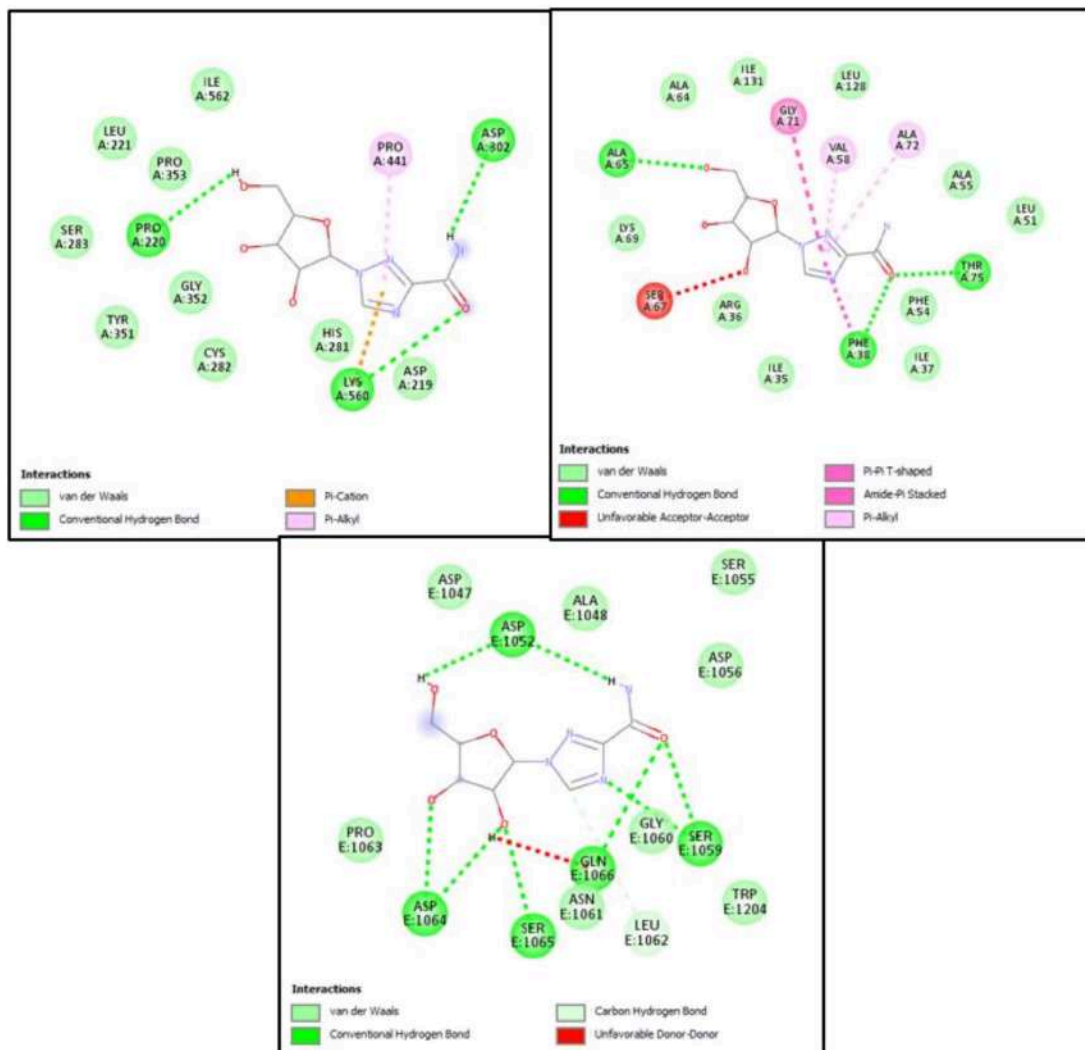 ILE
A:562
LEU
A:221
PRO
A:353
PRO
A:441
ASP
A:302
H
O
O
N
H
N
SER
A:283
PRO
A:220
O
O
N
N
O
GLY
A:352
TYR
A:351
HIS
A:281
CYS
A:282
LYS
A:560
ASP
A:219
Interactions
van der Waals
Conventional Hydrogen Bond
Pi-Cation
Pi-Alkyl
ALA
A:64
ILE
A:131
LEU
A:128
GLY
A:71
ALA
A:65
VAL
A:58
ALA
A:72
ALA
A:55
LEU
A:51
O
O
O
N
N
N
N
O
O
LYS
A:69
SER
A:67
ARG
A:36
THR
A:75
PHE
A:54
PHE
A:38
ILE
A:37
ILE
A:35
Interactions
van der Waals
Conventional Hydrogen Bond
Unfavorable Acceptor-Acceptor
Pi-Pi T-shaped
Amide-Pi Stacked
Pi-Alkyl
ASP
E:1047
ALA
E:1048
SER
E:1055
ASP
E:1052
ASP
E:1056
H
O
H
N
O
N
N
O
N
O
O
H
PRO
E:1063
GLY
E:1060
SER
E:1059
GLN
E:1066
ASP
E:1064
ASN
E:1061
SER
E:1065
LEU
E:1062
TRP
E:1204
Interactions
van der Waals
Conventional Hydrogen Bond
Carbon Hydrogen Bond
Unfavorable Donor-Donor